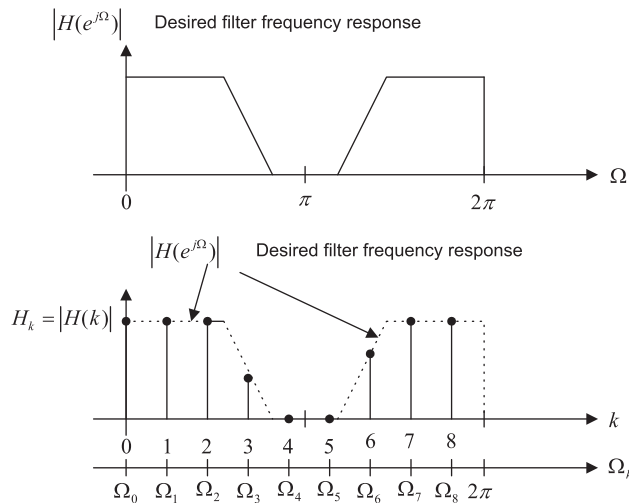 |H(e^{jΩ})| Desired filter frequency response
0 π 2π Ω
|H(e^{jΩ})| Desired filter frequency response
H_k = |H(k)|
0 1 2 3 4 5 6 7 8 k
Ω_0 Ω_1 Ω_2 Ω_3 Ω_4 Ω_5 Ω_6 Ω_7 Ω_8 2π